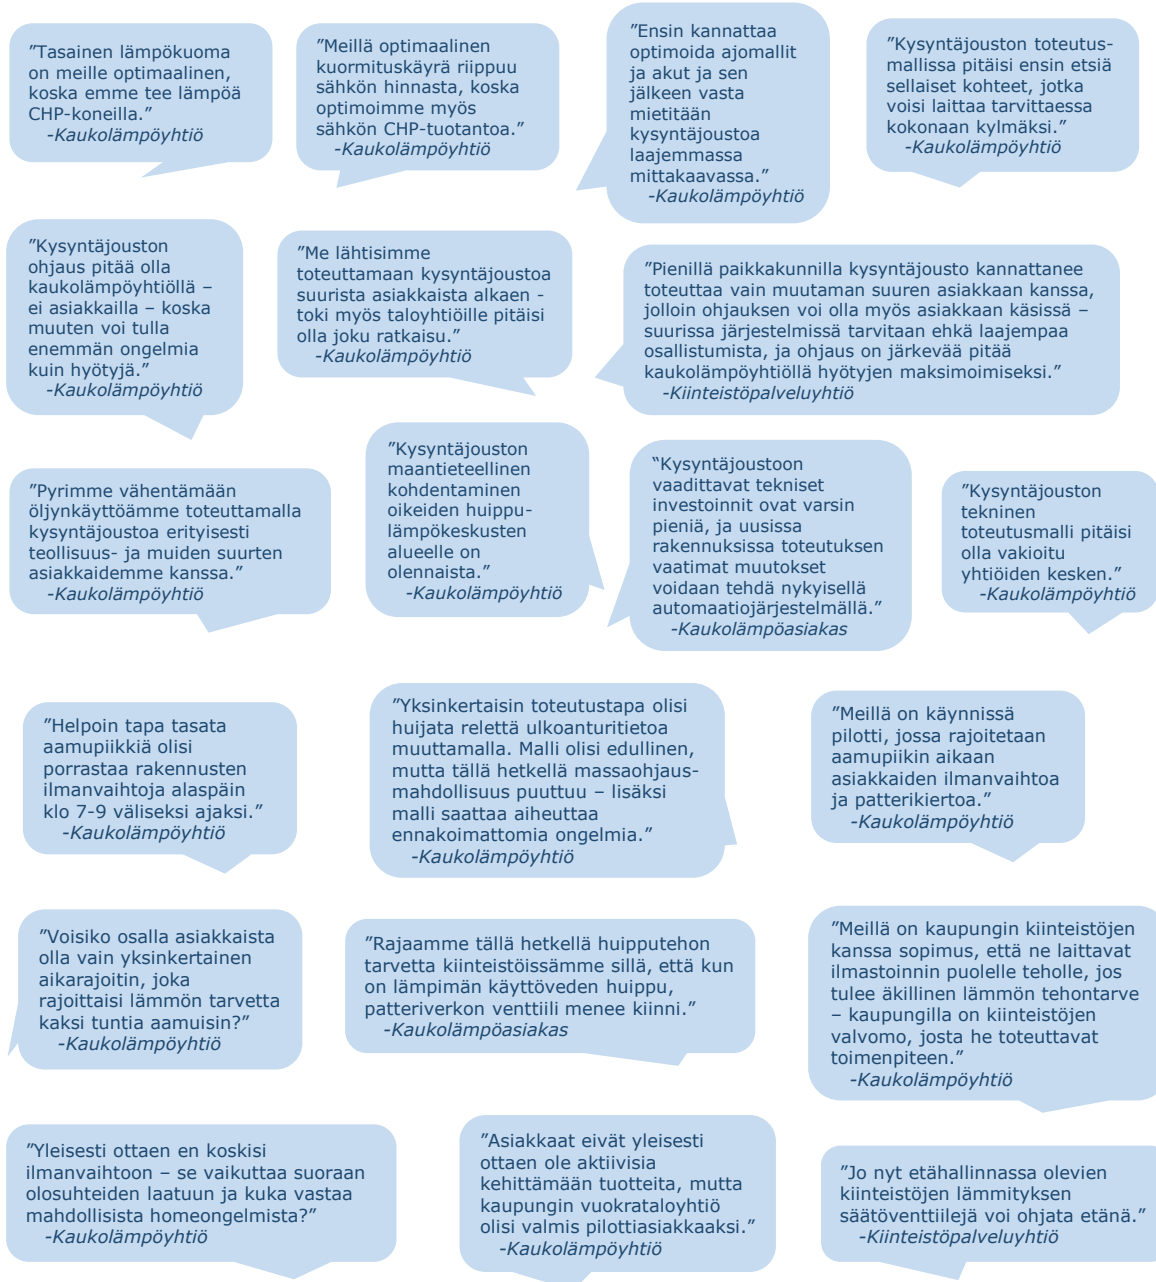 ”Tasainen lämpökuoma
on meille optimaalinen,
koska emme tee lämpöä
CHP-koneilla.”
-Kaukolämpöyhtiö
”Meillä optimaalinen
kuormituskäyrä riippuu
sähkön hinnasta, koska
optimoimme myös
sähkön CHP-tuotantoa.”
-Kaukolämpöyhtiö
”Ensin kannattaa
optimoida ajomallit
ja akut ja sen
jälkeen vasta
mietitään
kysyntäjoustoa
laajemmassa
mittakaavassa.”
-Kaukolämpöyhtiö
”Kysyntäjouston toteutus-
mallissa pitäisi ensin etsiä
sellaiset kohteet, jotka
voisi laittaa tarvittaessa
kokonaan kylmäksi.”
-Kaukolämpöyhtiö
”Kysyntäjouston
ohjaus pitää olla
kaukolämpöyhtiöllä –
ei asiakkailla – koska
muuten voi tulla
enemmän ongelmia
kuin hyötyjä.”
-Kaukolämpöyhtiö
”Me lähtisimme
toteuttamaan kysyntäjoustoa
suurista asiakkaista alkaen -
toki myös taloyhtiöille pitäisi
olla joku ratkaisu.”
-Kaukolämpöyhtiö
”Pienillä paikkakunnilla kysyntäjousto kannattanee
toteuttaa vain muutaman suuren asiakkaan kanssa,
jolloin ohjauksen voi olla myös asiakkaan käsissä –
suurissa järjestelmissä tarvitaan ehkä laajempaa
osallistumista, ja ohjaus on järkevää pitää
kaukolämpöyhtiöllä hyötyjen maksimoimiseksi.”
-Kiinteistöpalveluyhtiö
”Pyrimme vähentämään
öljynkäyttöämme toteuttamalla
kysyntäjoustoa erityisesti
teollisuus- ja muiden suurten
asiakkaidemme kanssa.”
-Kaukolämpöyhtiö
”Kysyntäjouston
maantieteellinen
kohdentaminen
oikeiden huippu-
lämpökeskusten
alueelle on
olennaista.”
-Kaukolämpöyhtiö
“Kysyntäjoustoon
vaadittavat tekniset
investoinnit ovat varsin
pieniä, ja uusissa
rakennuksissa toteutuksen
vaatimat muutokset
voidaan tehdä nykyisellä
automaatiojärjestelmällä.”
-Kaukolämpöasiakas
”Kysyntäjouston
tekninen
toteutusmalli pitäisi
olla vakioitu
yhtiöiden kesken.”
-Kaukolämpöyhtiö
”Helpoin tapa tasata
aamupiikkiä olisi
porrastaa rakennusten
ilmanvaihtoja alaspäin
klo 7-9 väliseksi ajaksi.”
-Kaukolämpöyhtiö
”Yksinkertaisin toteutustapa olisi
huijata relettä ulkoanturitietoa
muuttamalla. Malli olisi edullinen,
mutta tällä hetkellä massaohjaus-
mahdollisuus puuttuu – lisäksi
malli saattaa aiheuttaa
ennakoimattomia ongelmia.”
-Kaukolämpöyhtiö
”Meillä on käynnissä
pilotti, jossa rajoitetaan
aamupiikin aikaan
asiakkaiden ilmanvaihtoa
ja patterikiertoa.”
-Kaukolämpöyhtiö
”Voisiko osalla asiakkaista
olla vain yksinkertainen
aikarajoitin, joka
rajoittaisi lämmön tarvetta
kaksi tuntia aamuisin?”
-Kaukolämpöyhtiö
”Rajaamme tällä hetkellä huipputehon
tarvetta kiinteistöissämme sillä, että kun
on lämpimän käyttöveden huippu,
patteriverkon venttiili menee kiinni.”
-Kaukolämpöasiakas
”Meillä on kaupungin kiinteistöjen
kanssa sopimus, että ne laittavat
ilmastoinnin puolelle teholle, jos
tulee äkillinen lämmön tehontarve
– kaupungilla on kiinteistöjen
valvomo, josta he toteuttavat
toimenpiteen.”
-Kaukolämpöyhtiö
”Yleisesti ottaen en koskisi
ilmanvaihtoon – se vaikuttaa suoraan
olosuhteiden laatuun ja kuka vastaa
mahdollisista homeongelmista?”
-Kaukolämpöyhtiö
”Asiakkaat eivät yleisesti
ottaen ole aktiivisia
kehittämään tuotteita, mutta
kaupungin vuokrataloyhtiö
olisi valmis pilottiasiakkaaksi.”
-Kaukolämpöyhtiö
”Jo nyt etähallinnassa olevien
kiinteistöjen lämmityksen
säätöventtiilejä voi ohjata etänä.”
-Kiinteistöpalveluyhtiö